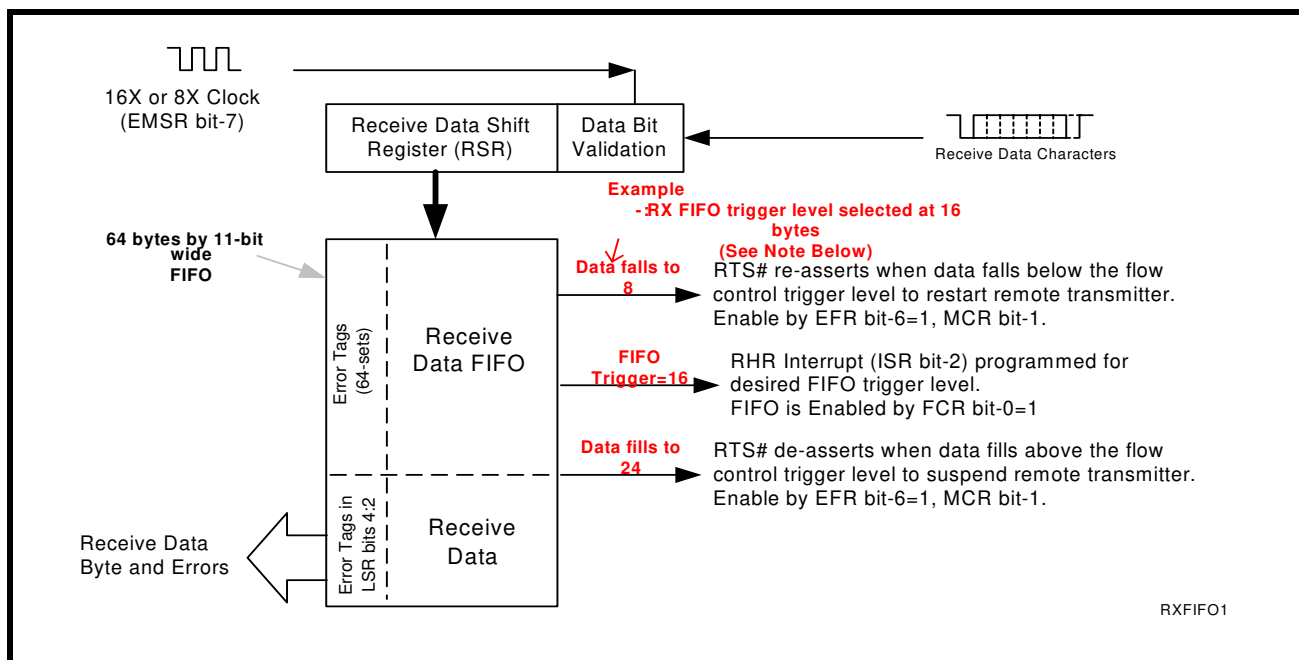 16X or 8X Clock
(EMSR bit-7)
Receive Data Shift
Register (RSR)
Data Bit
Validation
Receive Data Characters
Example
-:RX FIFO trigger level selected at 16
bytes
(See Note Below)
64 bytes by 11-bit
wide
FIFO
Data falls to
8
RTS# re-asserts when data falls below the flow
control trigger level to restart remote transmitter.
Enable by EFR bit-6=1, MCR bit-1.
Error Tags
(64-sets)
Receive
Data FIFO
FIFO
Trigger=16
RHR Interrupt (ISR bit-2) programmed for
desired FIFO trigger level.
FIFO is Enabled by FCR bit-0=1
Data fills to
24
RTS# de-asserts when data fills above the flow
control trigger level to suspend remote transmitter.
Enable by EFR bit-6=1, MCR bit-1.
Error Tags in
LSR bits 4:2
Receive
Data
Receive Data
Byte and Errors
RXFIFO1